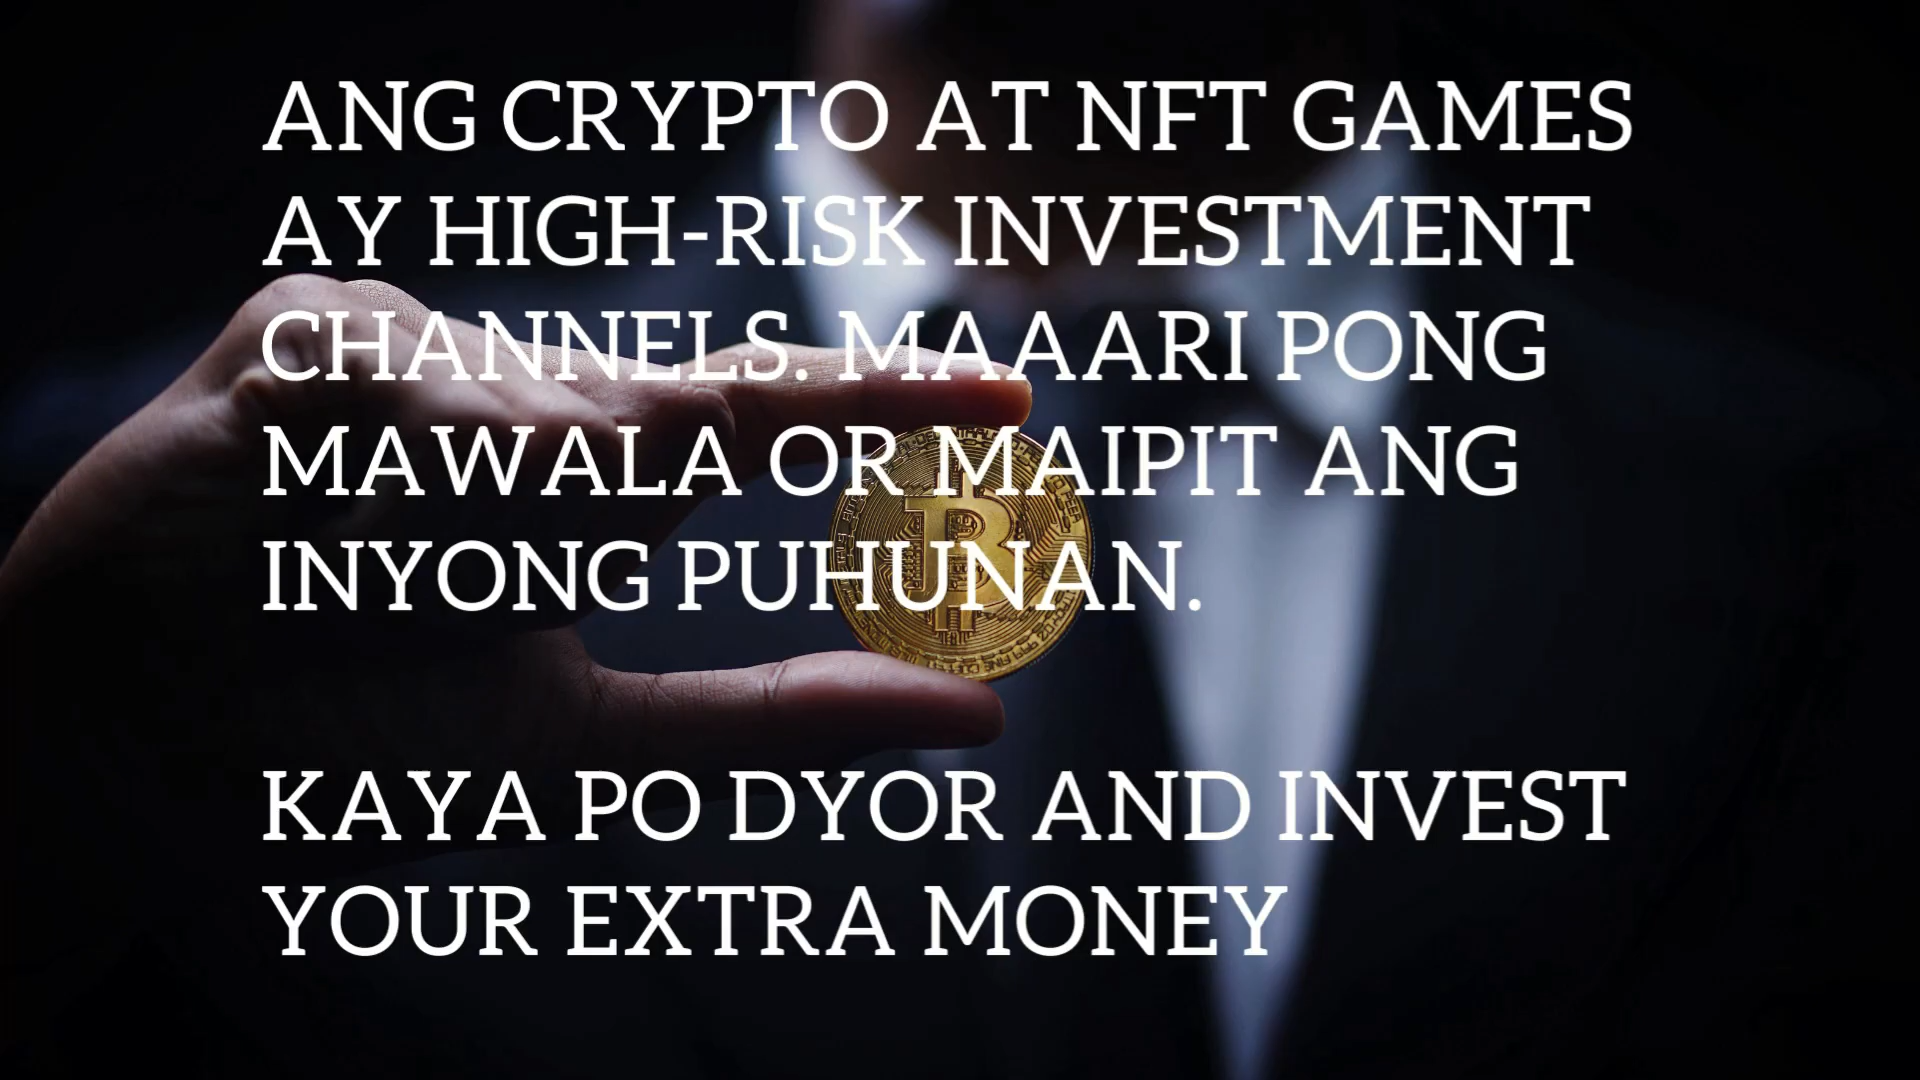 ANG CRYPTO AT NFT GAMES
AY HIGH-RISK INVESTMENT
CHANNELS. MAAARI PONG
MAWALA OR MAIPIT ANG
INYONG PUHUNAN.
KAYA PO DYOR AND INVEST
YOUR EXTRA MONEY